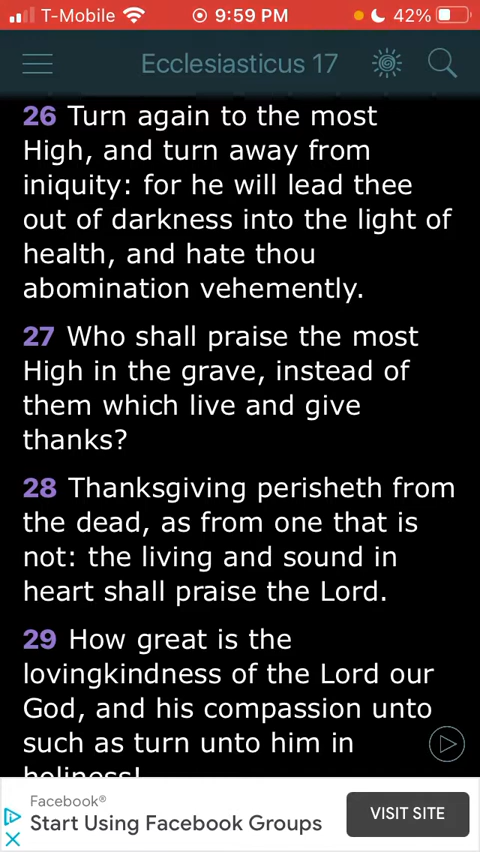 T-Mobile 9:59 PM 42%
Ecclesiasticus 17
26 Turn again to the most
High, and turn away from
iniquity: for he will lead thee
out of darkness into the light of
health, and hate thou
abomination vehemently.
27 Who shall praise the most
High in the grave, instead of
them which live and give
thanks?
28 Thanksgiving perisheth from
the dead, as from one that is
not: the living and sound in
heart shall praise the Lord.
29 How great is the
lovingkindness of the Lord our
God, and his compassion unto
such as turn unto him in
holiness!
Facebook®
Start Using Facebook Groups
VISIT SITE